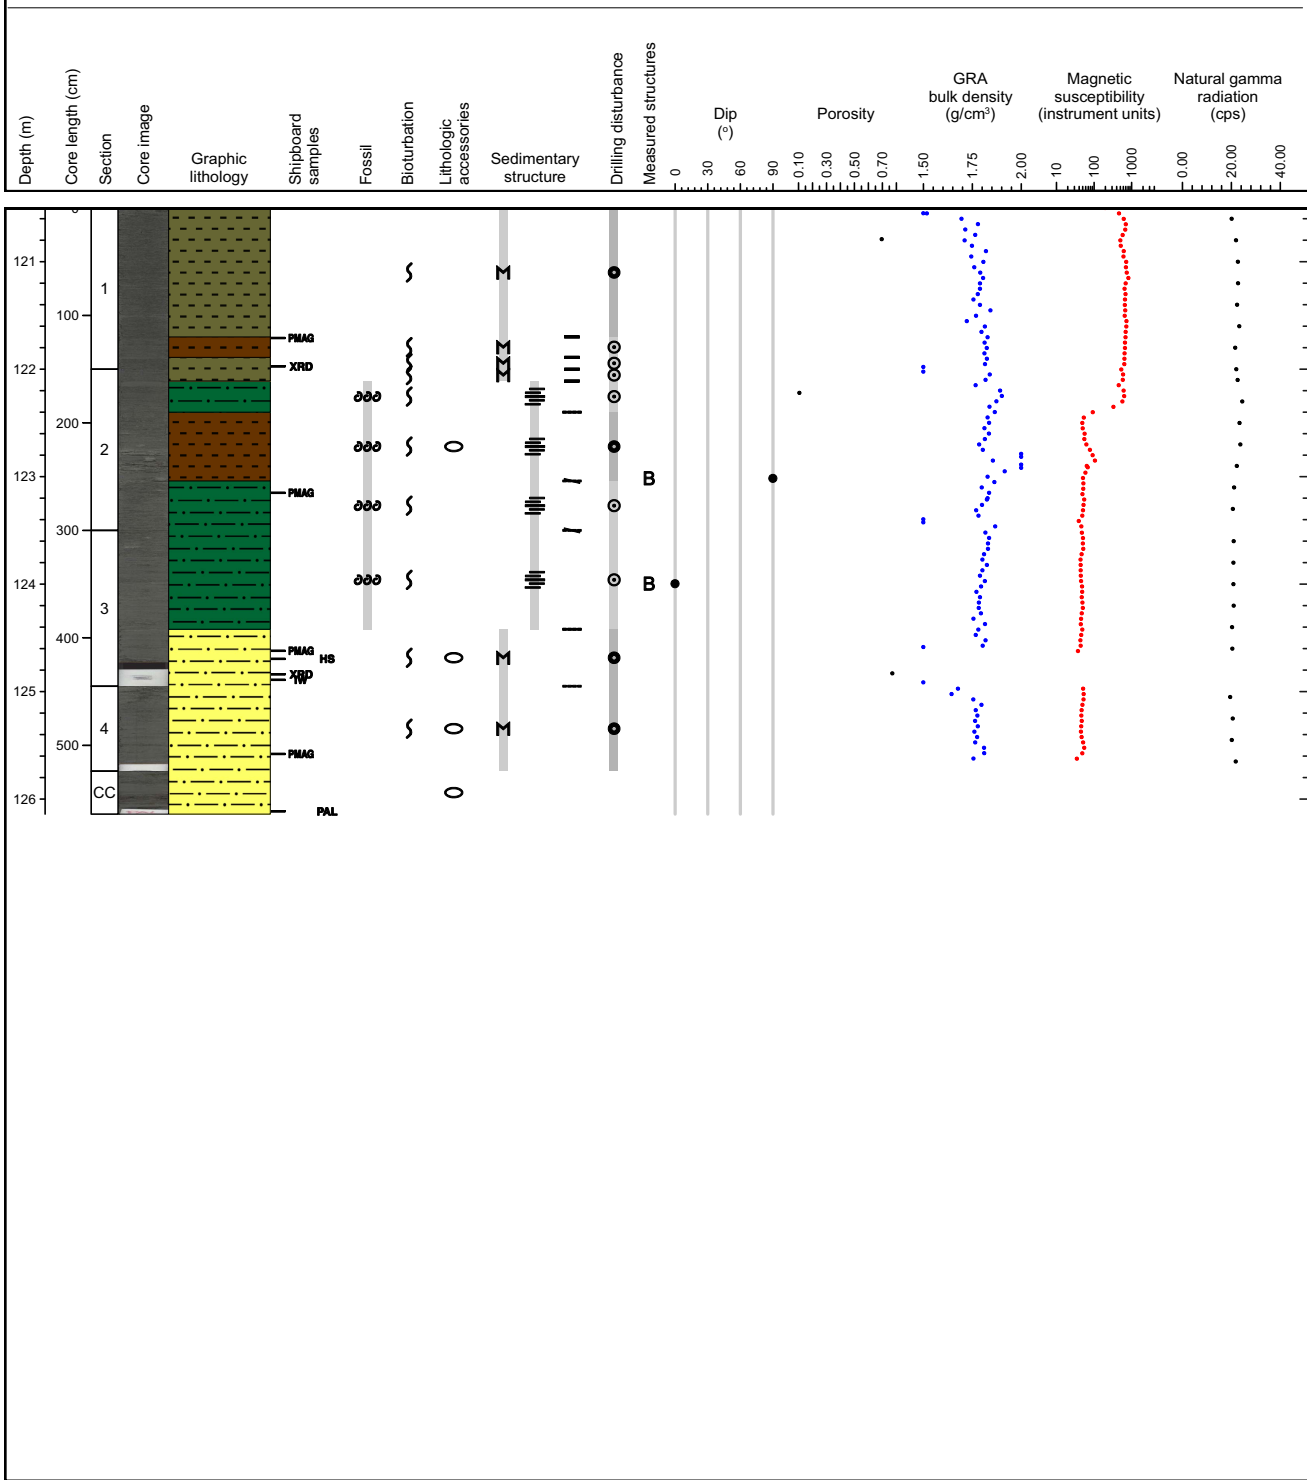 Depth (m)
Core length (cm)
Section
Core image
Graphic
lithology
Shipboard
samples
Fossil
Bioturbation
Lithologic
accessories
Sedimentary
structure
Drilling disturbance
Measured structures
Dip
(°)
Porosity
GRA
bulk density
(g/cm³)
Magnetic
susceptibility
(instrument units)
Natural gamma
radiation
(cps)
0 30 60 90
0.10 0.30 0.50 0.70
1.50 1.75 2.00
10 100 1000
0.00 20.00 40.00
0
121
1
100
PMAG
122
XRD
200
2
123
B
PMAG
300
124
B
3
400
PMAG
HS
XRD
IW
125
4
500
PMAG
CC
126
PAL